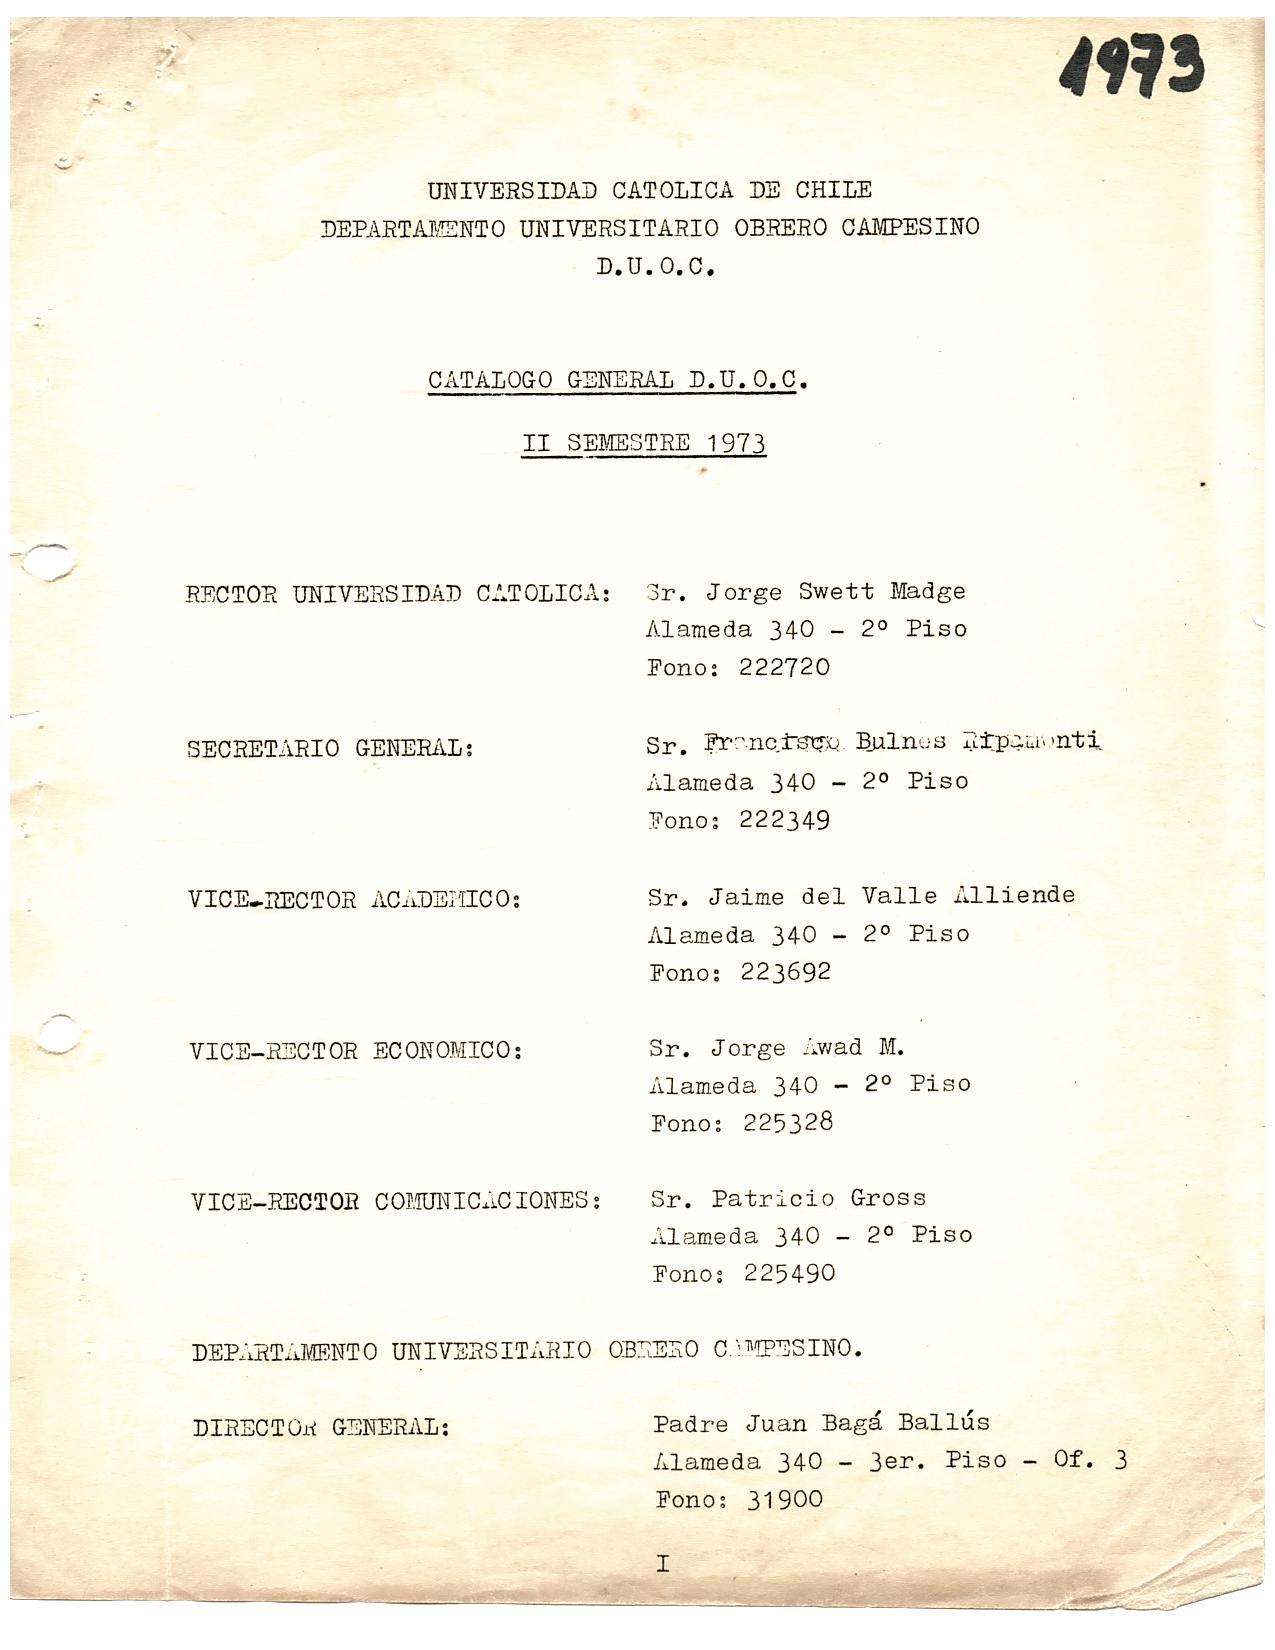 1973
UNIVERSIDAD CATOLICA DE CHILE
DEPARTAMENTO UNIVERSITARIO OBRERO CAMPESINO
D.U.O.C.
CATALOGO GENERAL D.U.O.C.
II SEMESTRE 1973
RECTOR UNIVERSIDAD CATOLICA: Sr. Jorge Swett Madge
Alameda 340 - 2º Piso
Fono: 222720
SECRETARIO GENERAL: Sr. Francisco Bulnes Ripamonti
Alameda 340 - 2º Piso
Fono: 222349
VICE-RECTOR ACADEMICO: Sr. Jaime del Valle Alliende
Alameda 340 - 2º Piso
Fono: 223692
VICE-RECTOR ECONOMICO: Sr. Jorge Awad M.
Alameda 340 - 2º Piso
Fono: 225328
VICE-RECTOR COMUNICACIONES: Sr. Patricio Gross
Alameda 340 - 2º Piso
Fono: 225490
DEPARTAMENTO UNIVERSITARIO OBRERO CAMPESINO.
DIRECTOR GENERAL: Padre Juan Bagá Ballús
Alameda 340 - 3er. Piso - Of. 3
Fono: 31900
I